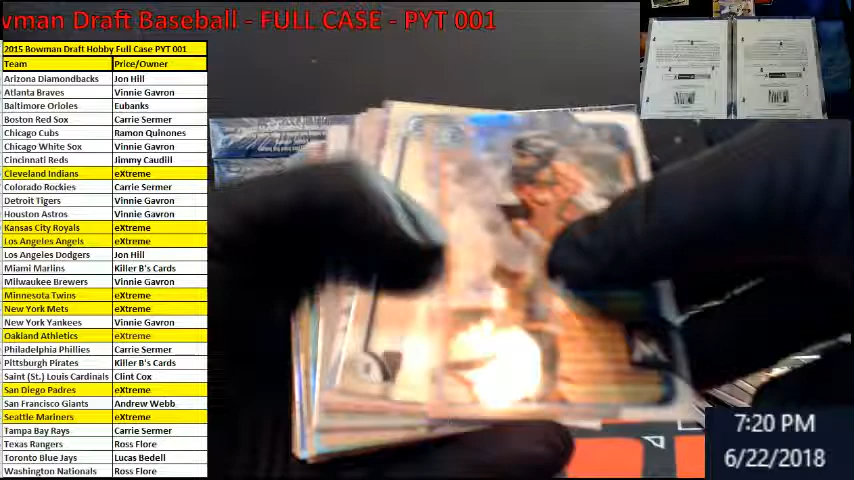 wman Draft Baseball - FULL CASE - PYT 001
2015 Bowman Draft Hobby Full Case PYT 001
Team Price/Owner
Arizona Diamondbacks Jon Hill
Atlanta Braves Vinnie Gavron
Baltimore Orioles Eubanks
Boston Red Sox Carrie Sermer
Chicago Cubs Ramon Quinones
Chicago White Sox Vinnie Gavron
Cincinnati Reds Jimmy Caudill
Cleveland Indians eXtreme
Colorado Rockies Carrie Sermer
Detroit Tigers Vinnie Gavron
Houston Astros Vinnie Gavron
Kansas City Royals eXtreme
Los Angeles Angels eXtreme
Los Angeles Dodgers Jon Hill
Miami Marlins Killer B's Cards
Milwaukee Brewers Vinnie Gavron
Minnesota Twins eXtreme
New York Mets eXtreme
New York Yankees Vinnie Gavron
Oakland Athletics eXtreme
Philadelphia Phillies Carrie Sermer
Pittsburgh Pirates Killer B's Cards
Saint (St.) Louis Cardinals Clint Cox
San Diego Padres eXtreme
San Francisco Giants Andrew Webb
Seattle Mariners eXtreme
Tampa Bay Rays Carrie Sermer
Texas Rangers Ross Flore
Toronto Blue Jays Lucas Bedell
Washington Nationals Ross Flore
7:20 PM
6/22/2018